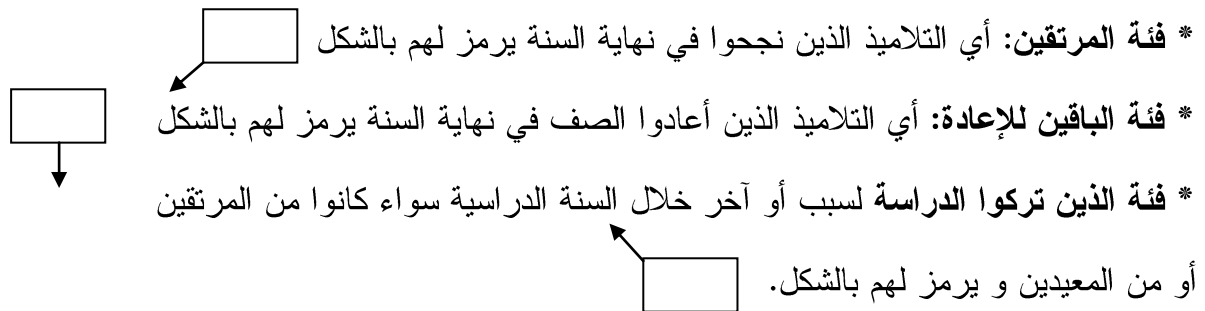 * فئة المرتقين: أي التلاميذ الذين نجحوا في نهاية السنة يرمز لهم بالشكل
* فئة الباقين للإعادة: أي التلاميذ الذين أعادوا الصف في نهاية السنة يرمز لهم بالشكل
* فئة الذين تركوا الدراسة لسبب أو آخر خلال السنة الدراسية سواء كانوا من المرتقين
أو من المعيدين و يرمز لهم بالشكل.